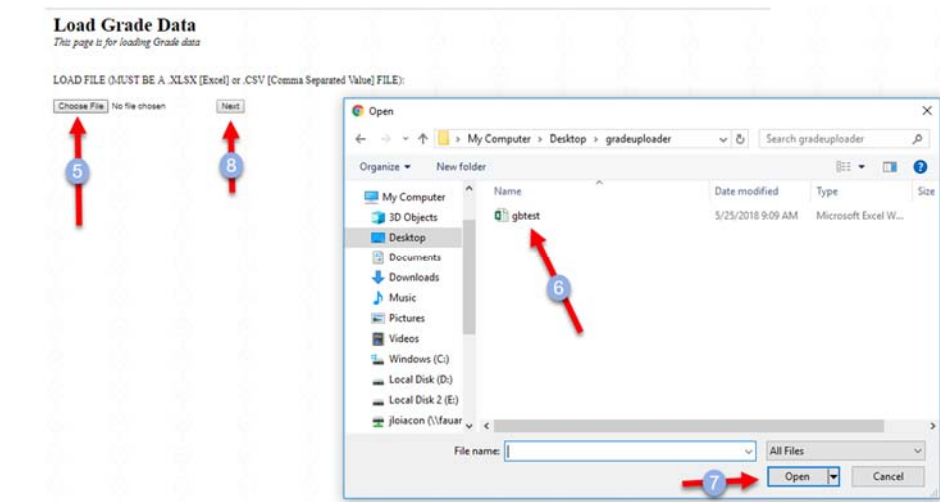 Load Grade Data
This page is for loading Grade data
LOAD FILE (MUST BE A .XLSX [Excel] or .CSV [Comma Separated Value] FILE):
Choose File No file chosen Next
5
8
Open
My Computer > Desktop > gradeuploader
Search gradeuploader
Organize
New folder
Name Date modified Type Size
gbtest 5/25/2018 9:09 AM Microsoft Excel W...
6
My Computer
3D Objects
Desktop
Documents
Downloads
Music
Pictures
Videos
Windows (C:)
Local Disk (D:)
Local Disk 2 (E:)
jloiacon (\\fauar
File name:
All Files
7
Open
Cancel